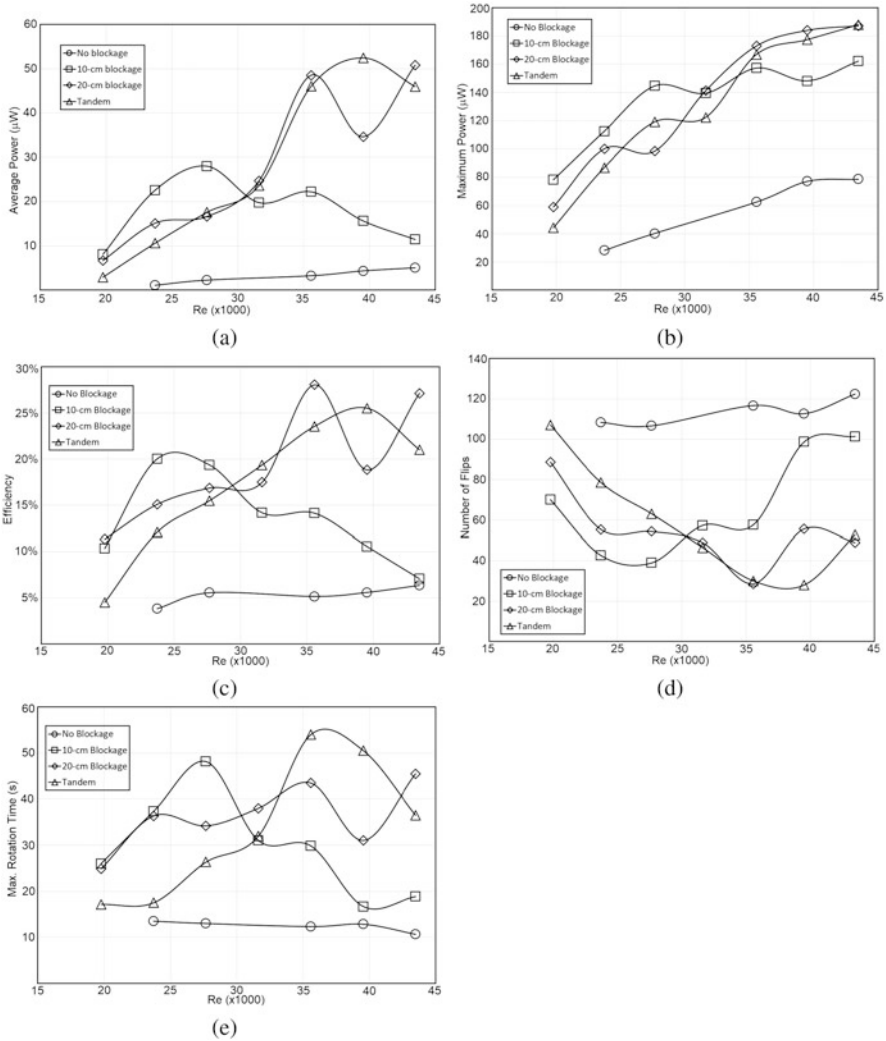 60
50
40
30
20
10
Average Power (μW)
No blockage
10-cm blockage
20-cm blockage
Tandem
15 20 25 30 35 40 45
Re (x1000)
(a)
200
180
160
140
120
100
80
60
40
20
Maximum Power (μW)
No Blockage
10-cm Blockage
20-cm Blockage
Tandem
15 20 25 30 35 40 45
Re (x1000)
(b)
30%
25%
20%
15%
10%
5%
Efficiency
No Blockage
10-cm Blockage
20-cm Blockage
Tandem
15 20 25 30 35 40 45
Re (x1000)
(c)
140
120
100
80
60
40
20
Number of Flips
No Blockage
10-cm Blockage
20-cm Blockage
Tandem
15 20 25 30 35 40 45
Re (x1000)
(d)
60
50
40
30
20
10
Max. Rotation Time (s)
No Blockage
10-cm Blockage
20-cm Blockage
Tandem
15 20 25 30 35 40 45
Re (x1000)
(e)